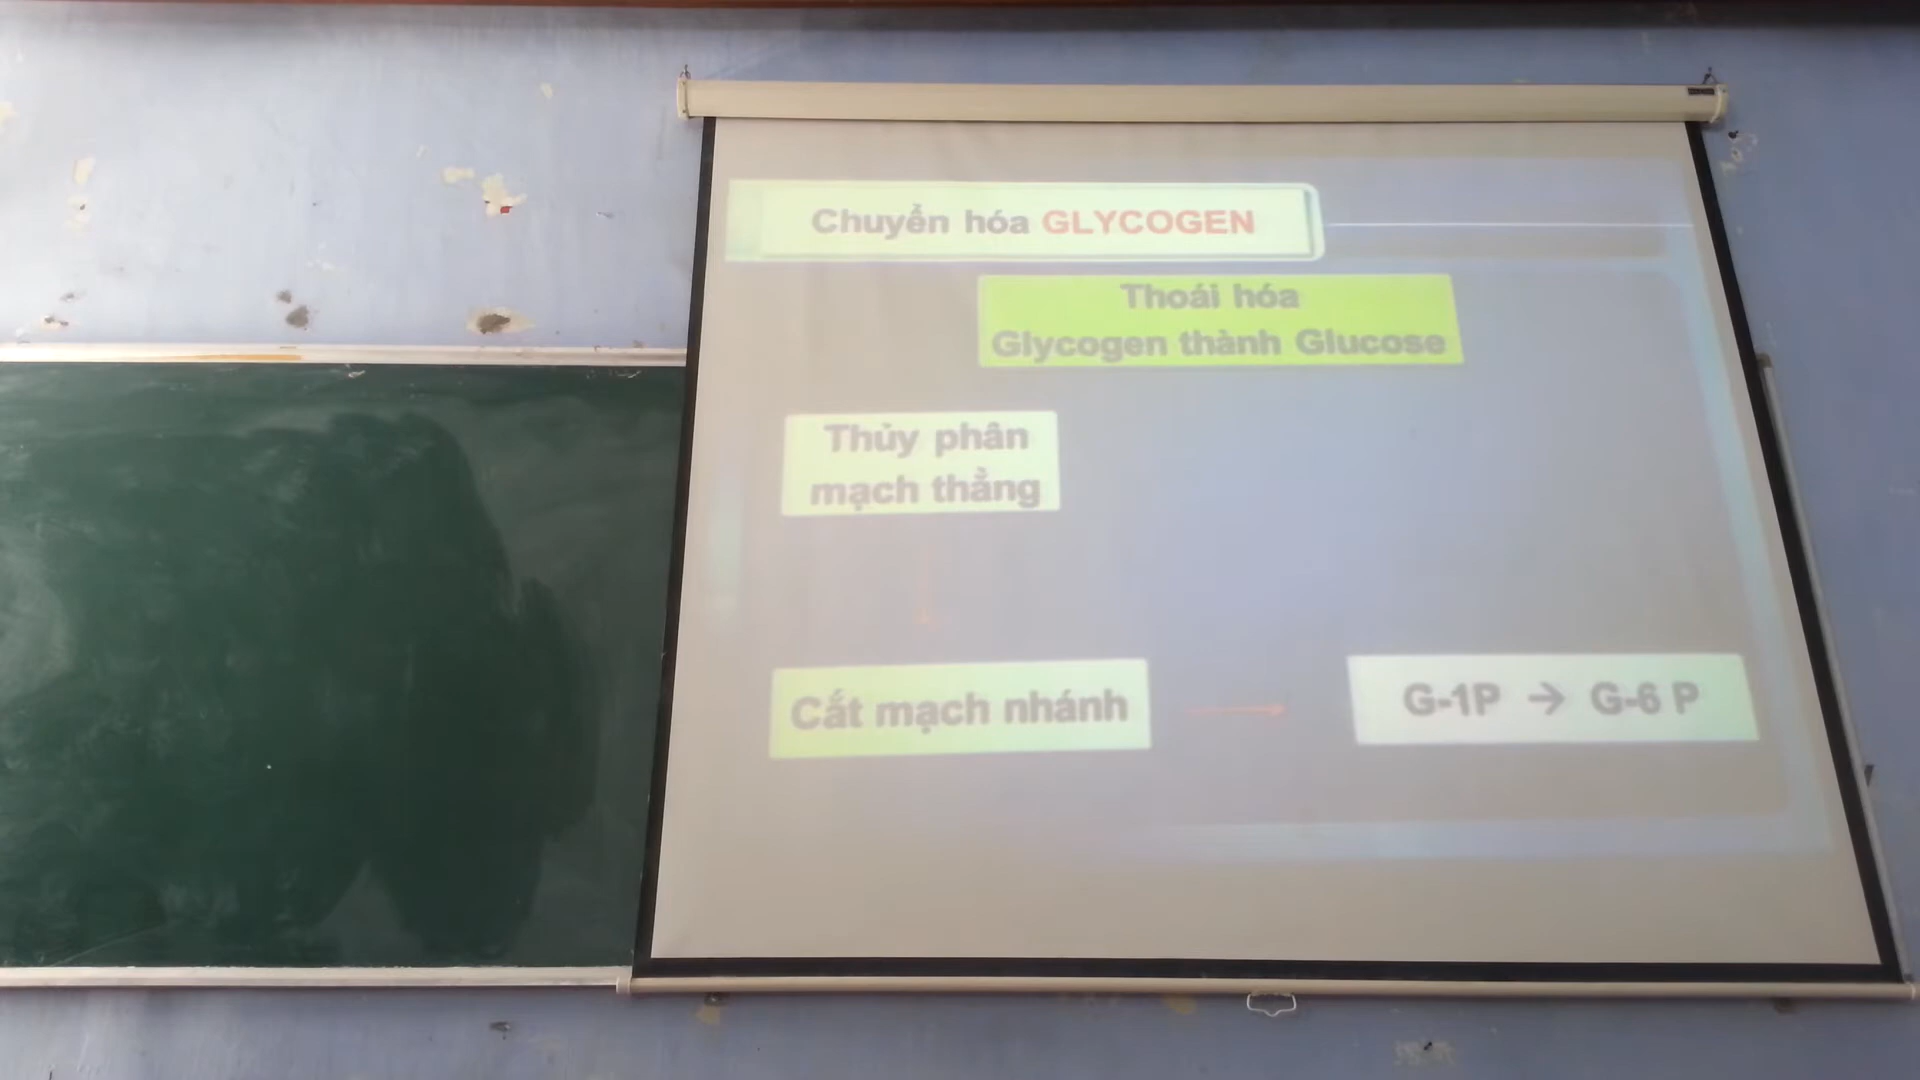 Chuyển hóa GLYCOGEN
Thoái hóa
Glycogen thành Glucose
Thủy phân
mạch thẳng
Cắt mạch nhánh
G-1P → G-6 P